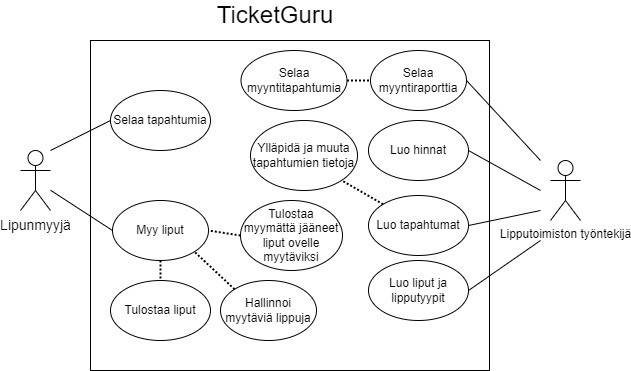 TicketGuru
Selaa
myyntitapahtumia
Selaa
myyntiraporttia
Selaa tapahtumia
Ylläpidä ja muuta
tapahtumien tietoja
Luo hinnat
Lipunmyyjä
Myy liput
Tulostaa
myymättä jääneet
liput ovelle
myytäviksi
Luo tapahtumat
Lipputoimiston työntekijä
Tulostaa liput
Hallinnoi
myytäviä lippuja
Luo liput ja
lipputyypit